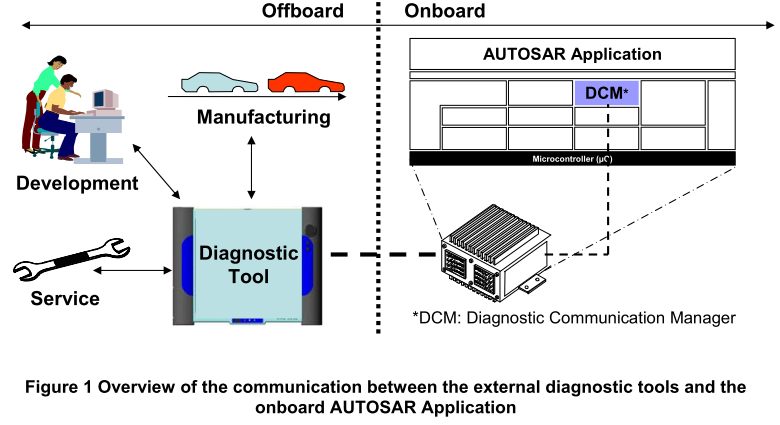 Offboard
Onboard
AUTOSAR Application
DCM*
Manufacturing
Microcontroller (µC)
Development
Diagnostic
Tool
Service
*DCM: Diagnostic Communication Manager
Figure 1 Overview of the communication between the external diagnostic tools and the
onboard AUTOSAR Application